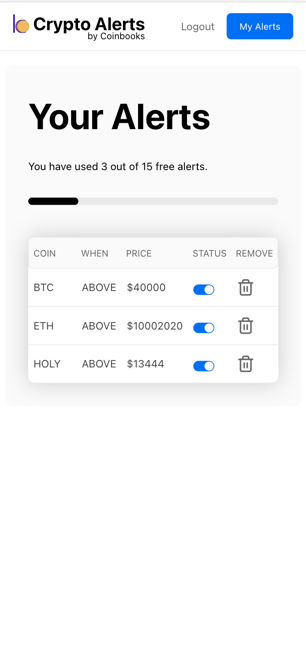 Crypto Alerts
by Coinbooks
Logout
My Alerts
Your Alerts
You have used 3 out of 15 free alerts.
COIN WHEN PRICE STATUS REMOVE
BTC ABOVE $40000
ETH ABOVE $10002020
HOLY ABOVE $13444